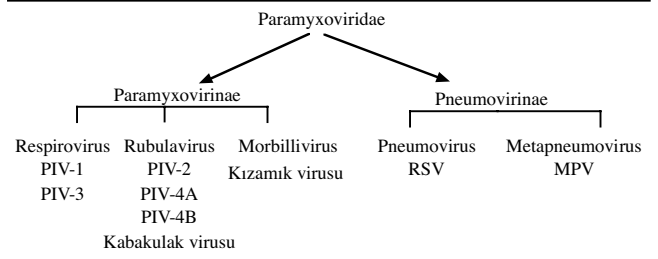 Paramyxoviridae
Paramyxovirinae Pneumovirinae
Respirovirus Rubulavirus Morbillivirus Pneumovirus Metapneumovirus
PIV-1 PIV-2 Kızamık virusu RSV MPV
PIV-3 PIV-4A
PIV-4B
Kabakulak virusu